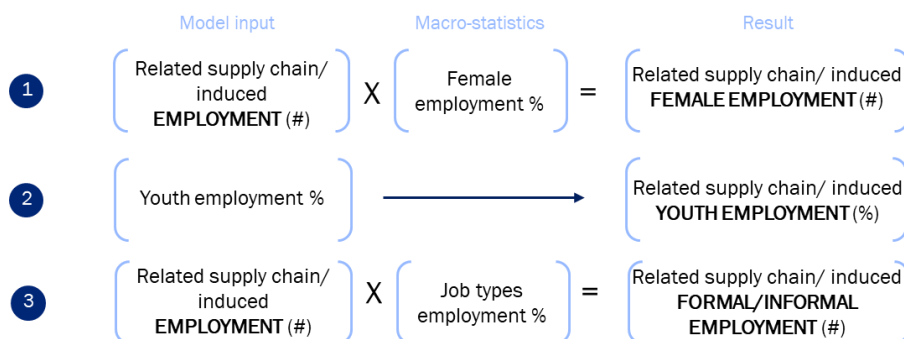 Model input
Macro-statistics
Result
1
Related supply chain/
induced
EMPLOYMENT (#)
X
Female
employment %
=
Related supply chain/ induced
FEMALE EMPLOYMENT (#)
2
Youth employment %
Related supply chain/ induced
YOUTH EMPLOYMENT (%)
3
Related supply chain/
induced
EMPLOYMENT (#)
X
Job types
employment %
=
Related supply chain/ induced
FORMAL/INFORMAL
EMPLOYMENT (#)